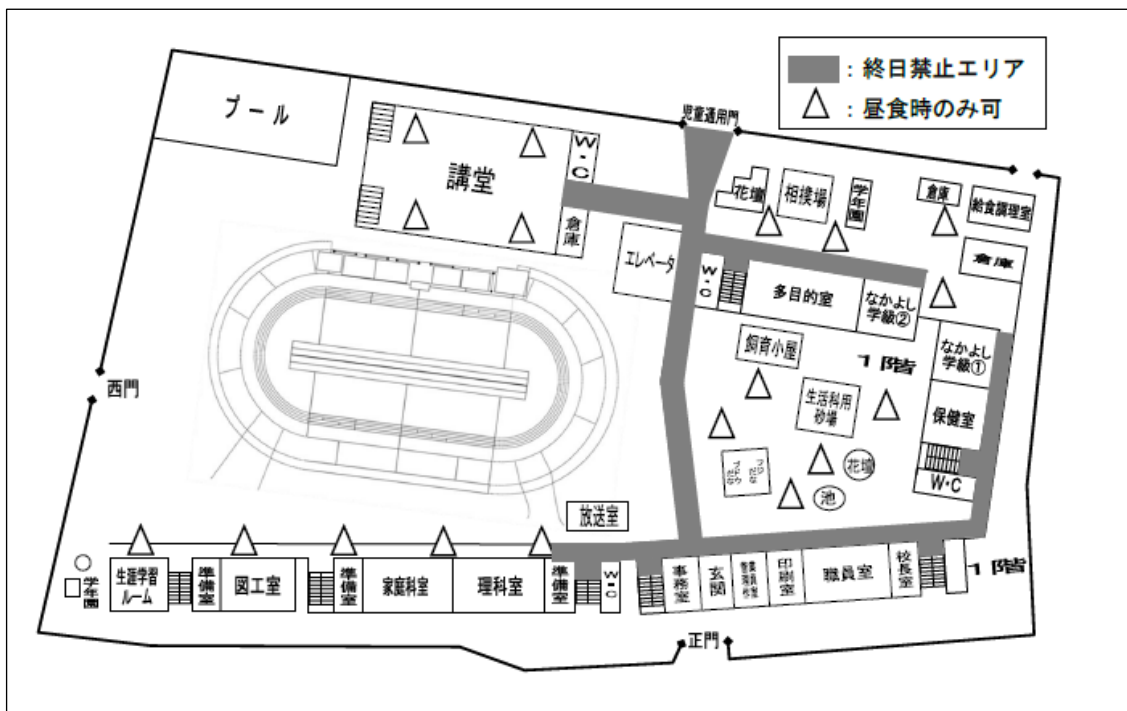 ：終日禁止エリア
△：昼食時のみ可
プール
児童通用門
講堂
W・C
倉庫
花壇
相撲場
学年園
倉庫
給食調理室
倉庫
エレベータ
W・C
多目的室
なかよし
学級②
なかよし
学級①
飼育小屋
1階
生活科用
砂場
保健室
西門
花壇
池
W・C
放送室
学年園
生涯学習
ルーム
準備室
図工室
準備室
家庭科室
理科室
準備室
W・C
事務室
玄関
印刷室
職員室
校長室
1階
正門